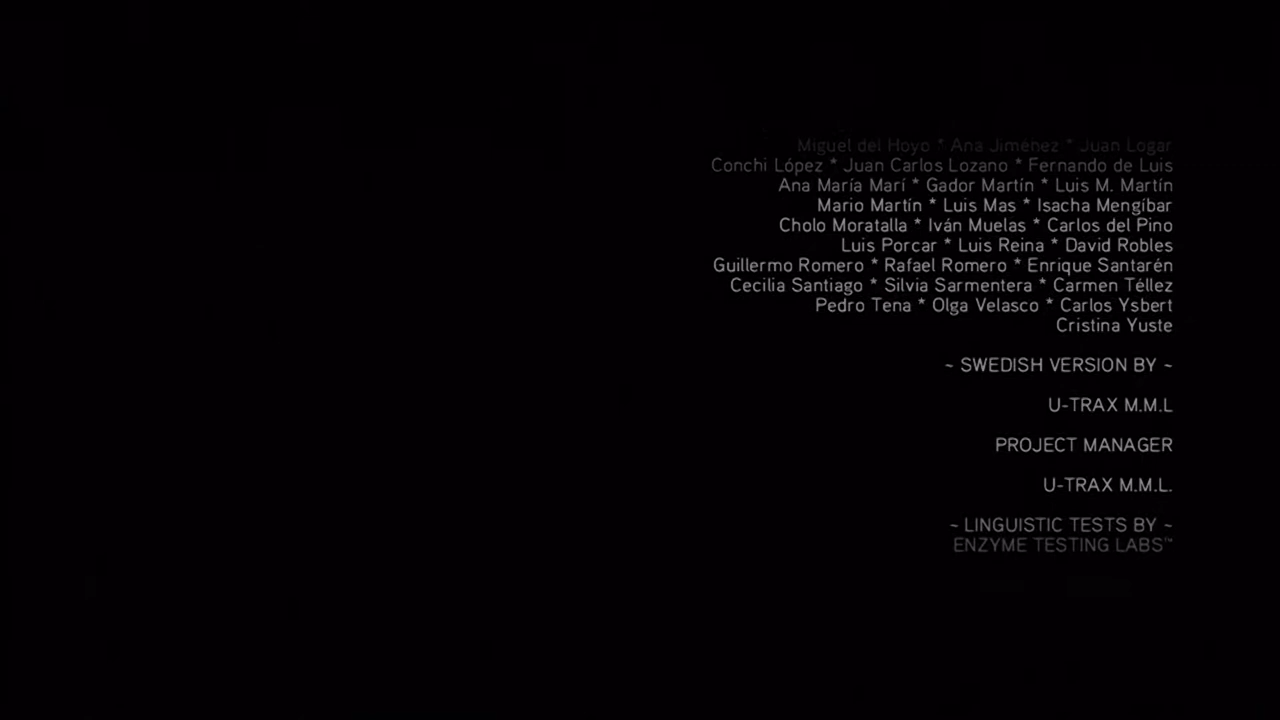 Miguel del Hoyo * Ana Jiménez * Juan Logar
Conchi López * Juan Carlos Lozano * Fernando de Luis
Ana María Marí * Gador Martín * Luis M. Martín
Mario Martín * Luis Mas * Isacha Mengíbar
Cholo Moratalla * Iván Muelas * Carlos del Pino
Luis Porcar * Luis Reina * David Robles
Guillermo Romero * Rafael Romero * Enrique Santarén
Cecilia Santiago * Silvia Sarmentera * Carmen Téllez
Pedro Tena * Olga Velasco * Carlos Ysbert
Cristina Yuste
~ SWEDISH VERSION BY ~
U-TRAX M.M.L
PROJECT MANAGER
U-TRAX M.M.L.
~ LINGUISTIC TESTS BY ~
ENZYME TESTING LABS™